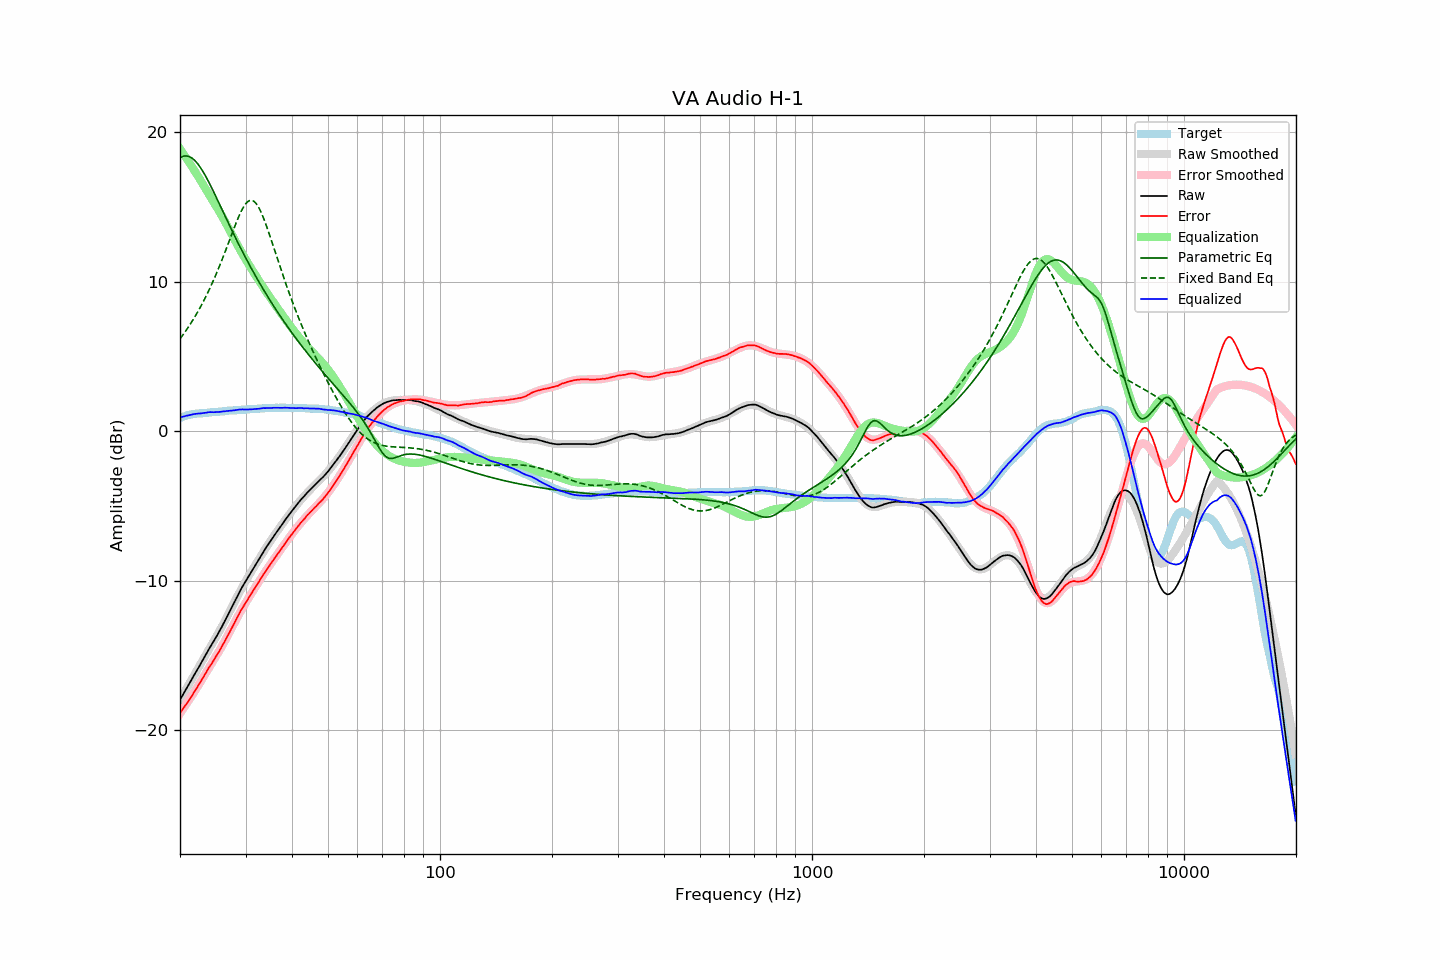 VA Audio H-1
20
10
0
−10
−20
Amplitude (dBr)
Target
Raw Smoothed
Error Smoothed
Raw
Error
Equalization
Parametric Eq
Fixed Band Eq
Equalized
100
1000
10000
Frequency (Hz)